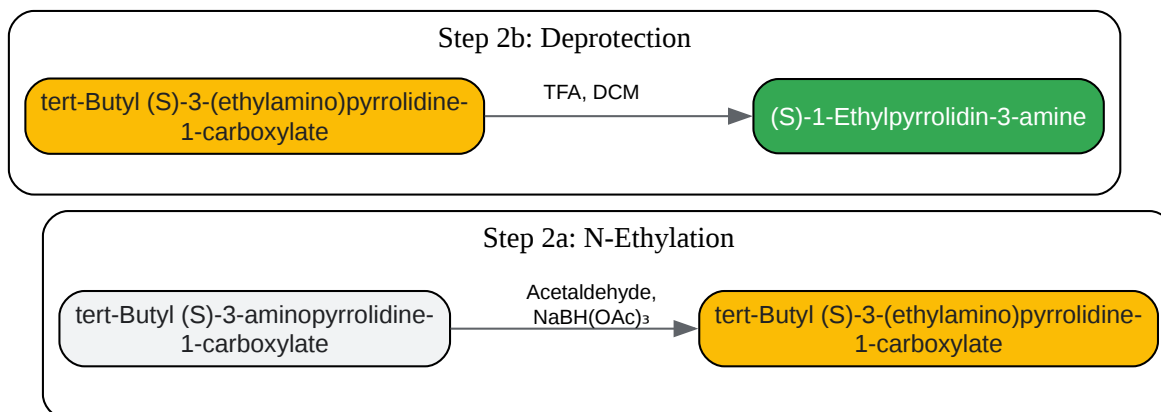 Step 2b: Deprotection
tert-Butyl (S)-3-(ethylamino)pyrrolidine-
1-carboxylate
TFA, DCM
(S)-1-Ethylpyrrolidin-3-amine
Step 2a: N-Ethylation
tert-Butyl (S)-3-aminopyrrolidine-
1-carboxylate
Acetaldehyde,
NaBH(OAc)₃
tert-Butyl (S)-3-(ethylamino)pyrrolidine-
1-carboxylate